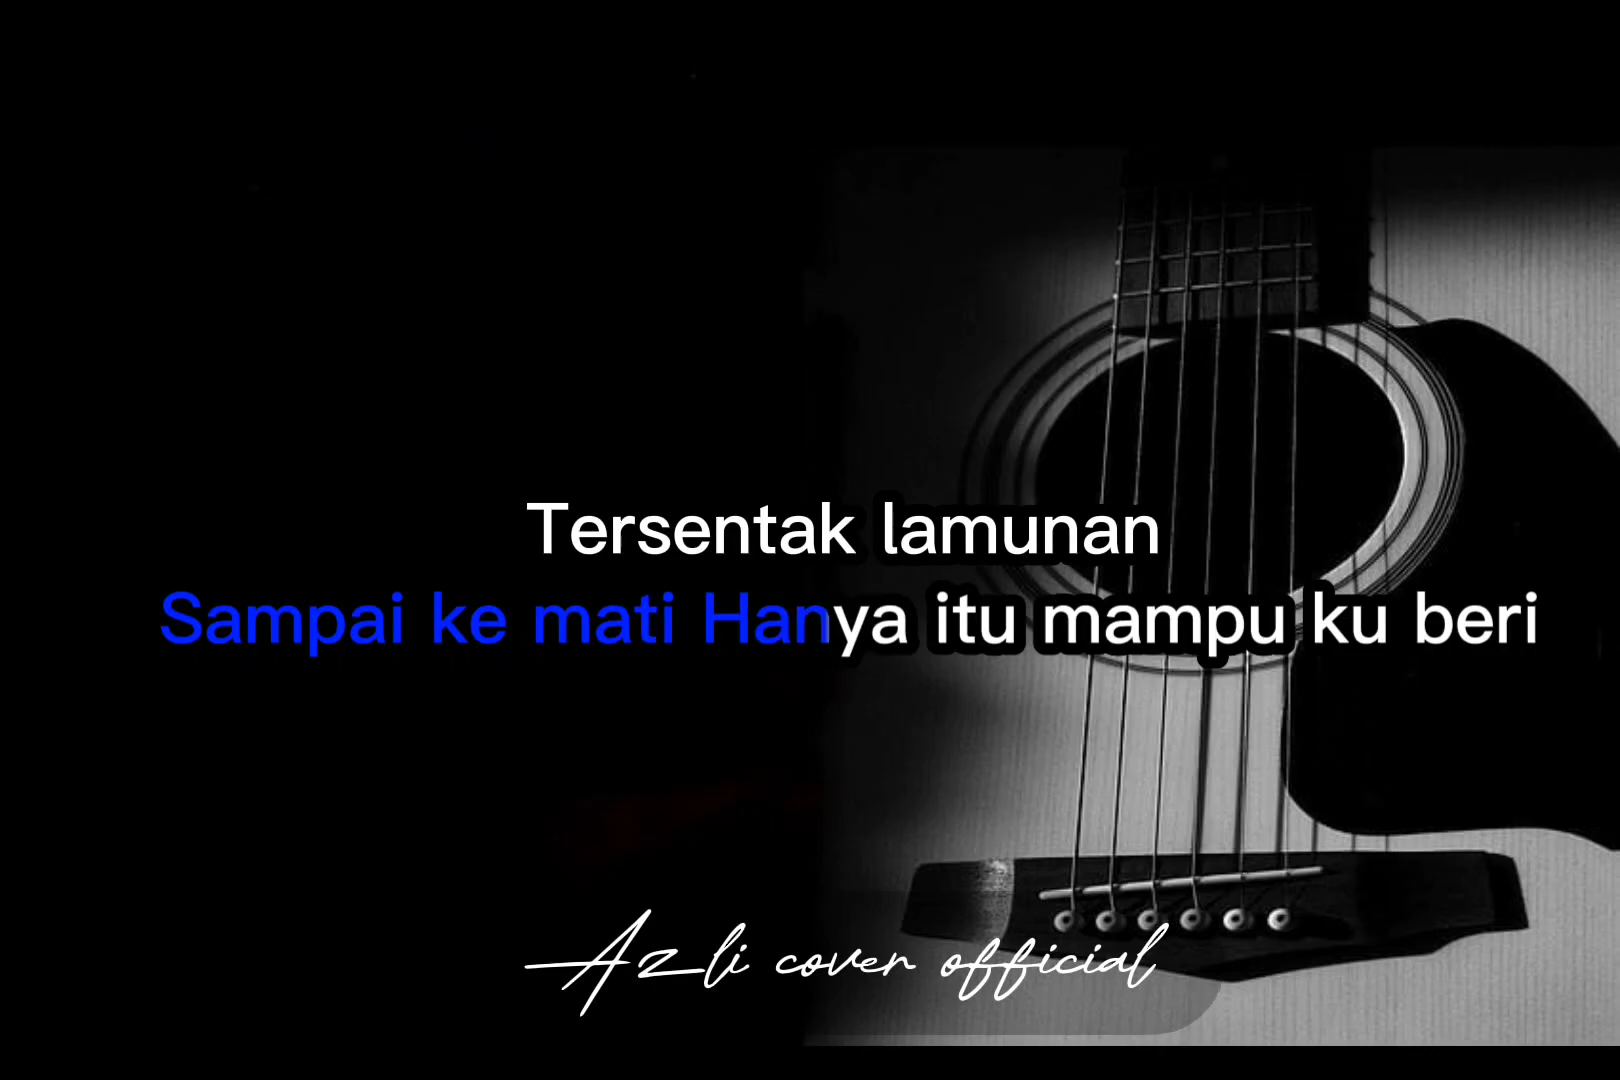 Tersentak lamunan
Sampai ke mati Hanya itu mampu ku beri
Azli cover official